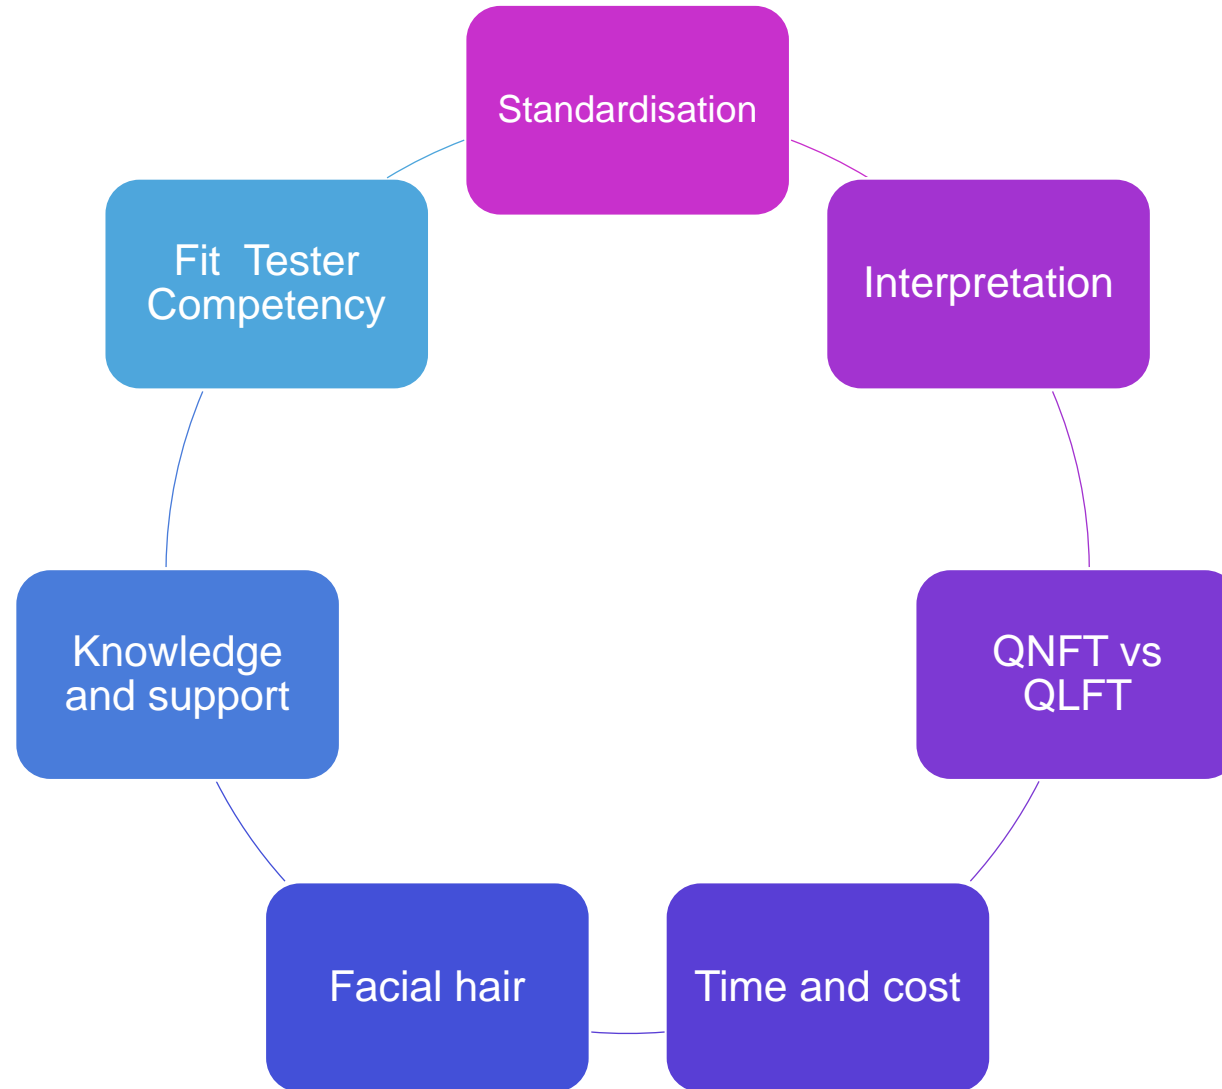 Standardisation
Interpretation
QNFT vs
QLFT
Time and cost
Facial hair
Knowledge
and support
Fit  Tester
Competency